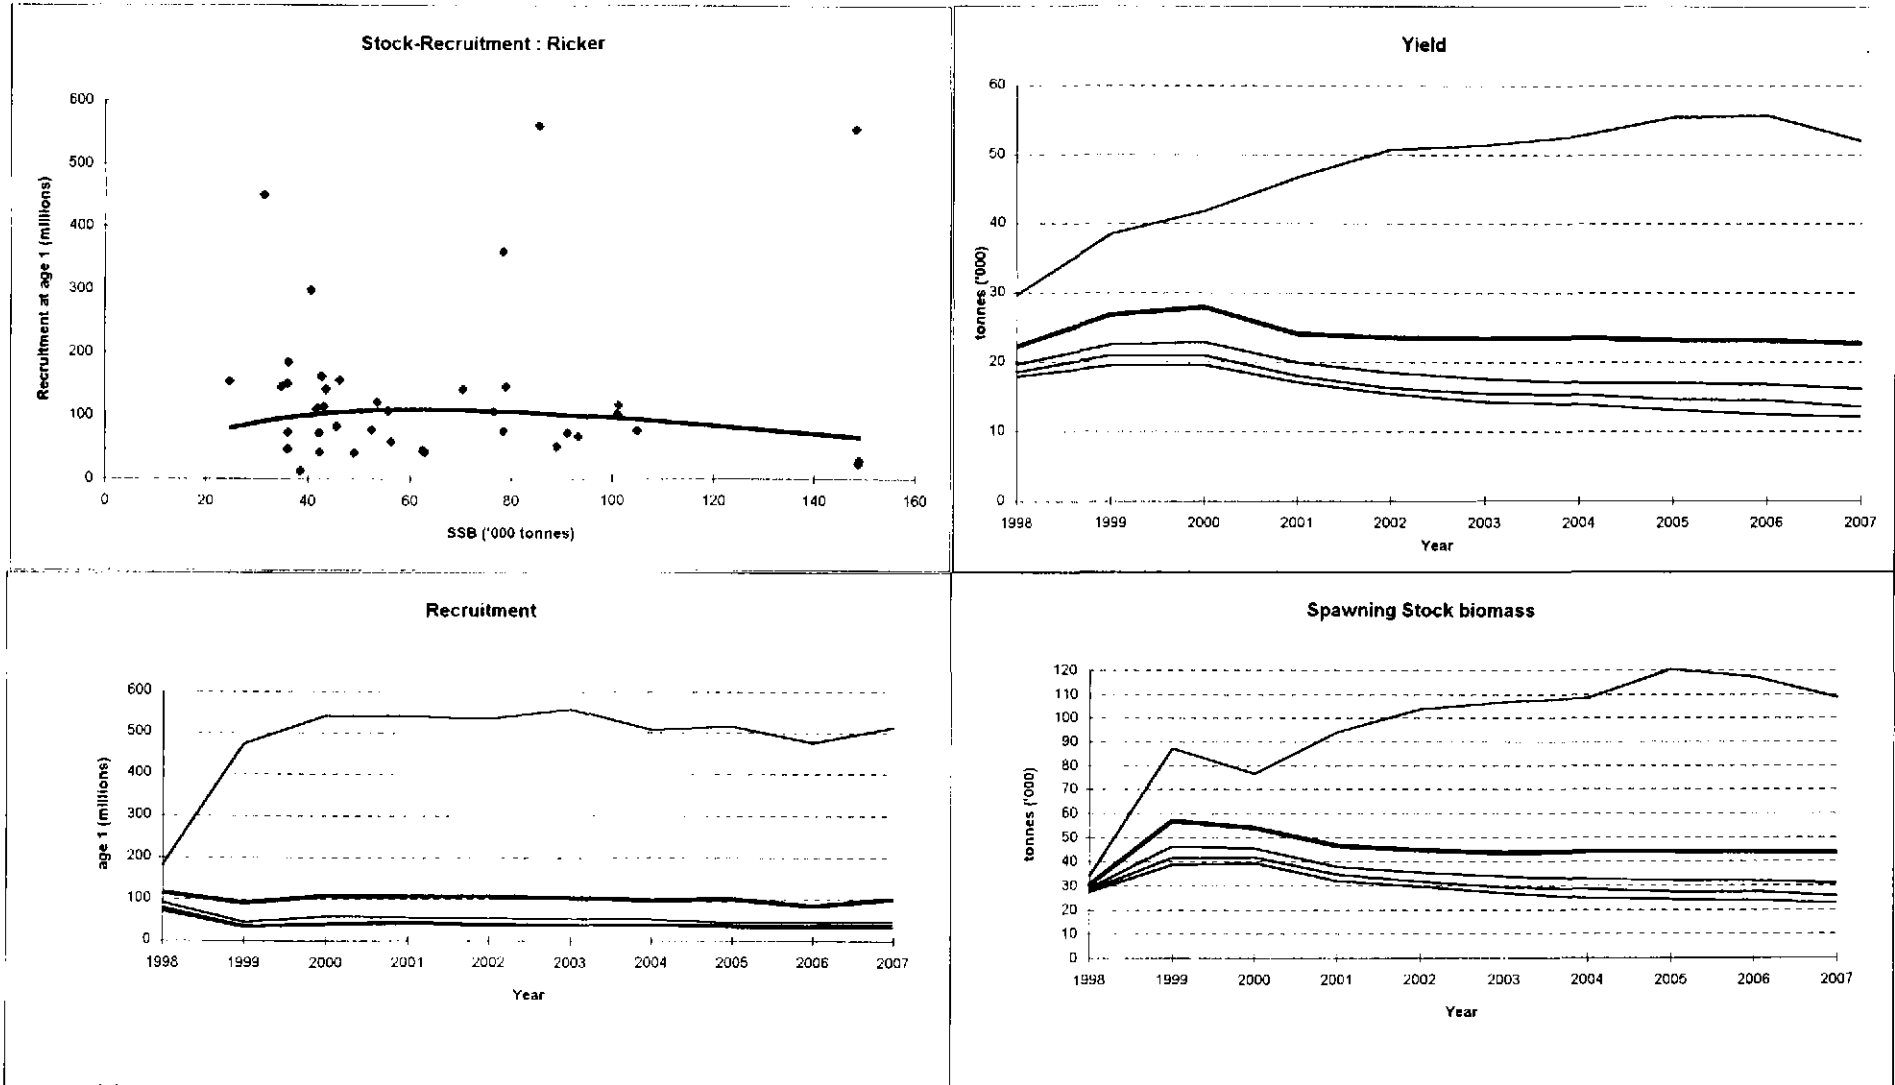 Stock-Recruitment : Ricker
Recruitment at age 1 (millions)
600
500
400
300
200
100
0
0 20 40 60 80 100 120 140 160
SSB ('000 tonnes)
Yield
tonnes ('000)
60
50
40
30
20
10
0
1998 1999 2000 2001 2002 2003 2004 2005 2006 2007
Year
Recruitment
age 1 (millions)
600
500
400
300
200
100
0
1998 1999 2000 2001 2002 2003 2004 2005 2006 2007
Year
Spawning Stock biomass
tonnes ('000)
120
110
100
90
80
70
60
50
40
30
20
10
0
1998 1999 2000 2001 2002 2003 2004 2005 2006 2007
Year